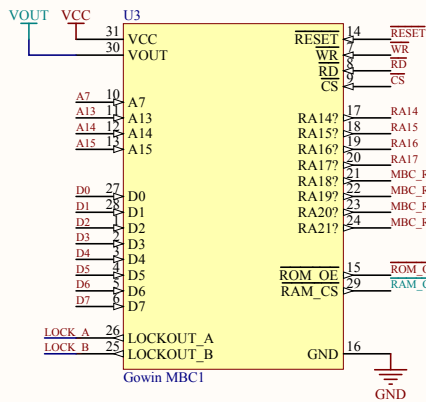 VOUT VCC U3
31 VCC RESET 14 RESET
30 VOUT WR 7 WR
RD 8 RD
CS 9 CS
A7 10 A7
A13 11 A13 RA14? 17 RA14
A14 12 A14 RA15? 18 RA15
A15 13 A15 RA16? 19 RA16
RA17? 20 RA17
RA18? 21 MBC_R
D0 27 D0 RA19? 22 MBC_R
D1 28 D1 RA20? 23 MBC_R
D2 1 D2 RA21? 24 MBC_R
D3 2 D3
D4 3 D4
D5 4 D5 ROM_OE 15 ROM_O
D6 5 D6 RAM_CS 29 RAM_C
D7 6 D7
LOCK_A 26 LOCKOUT_A
LOCK_B 25 LOCKOUT_B GND 16
Gowin MBC1
GND